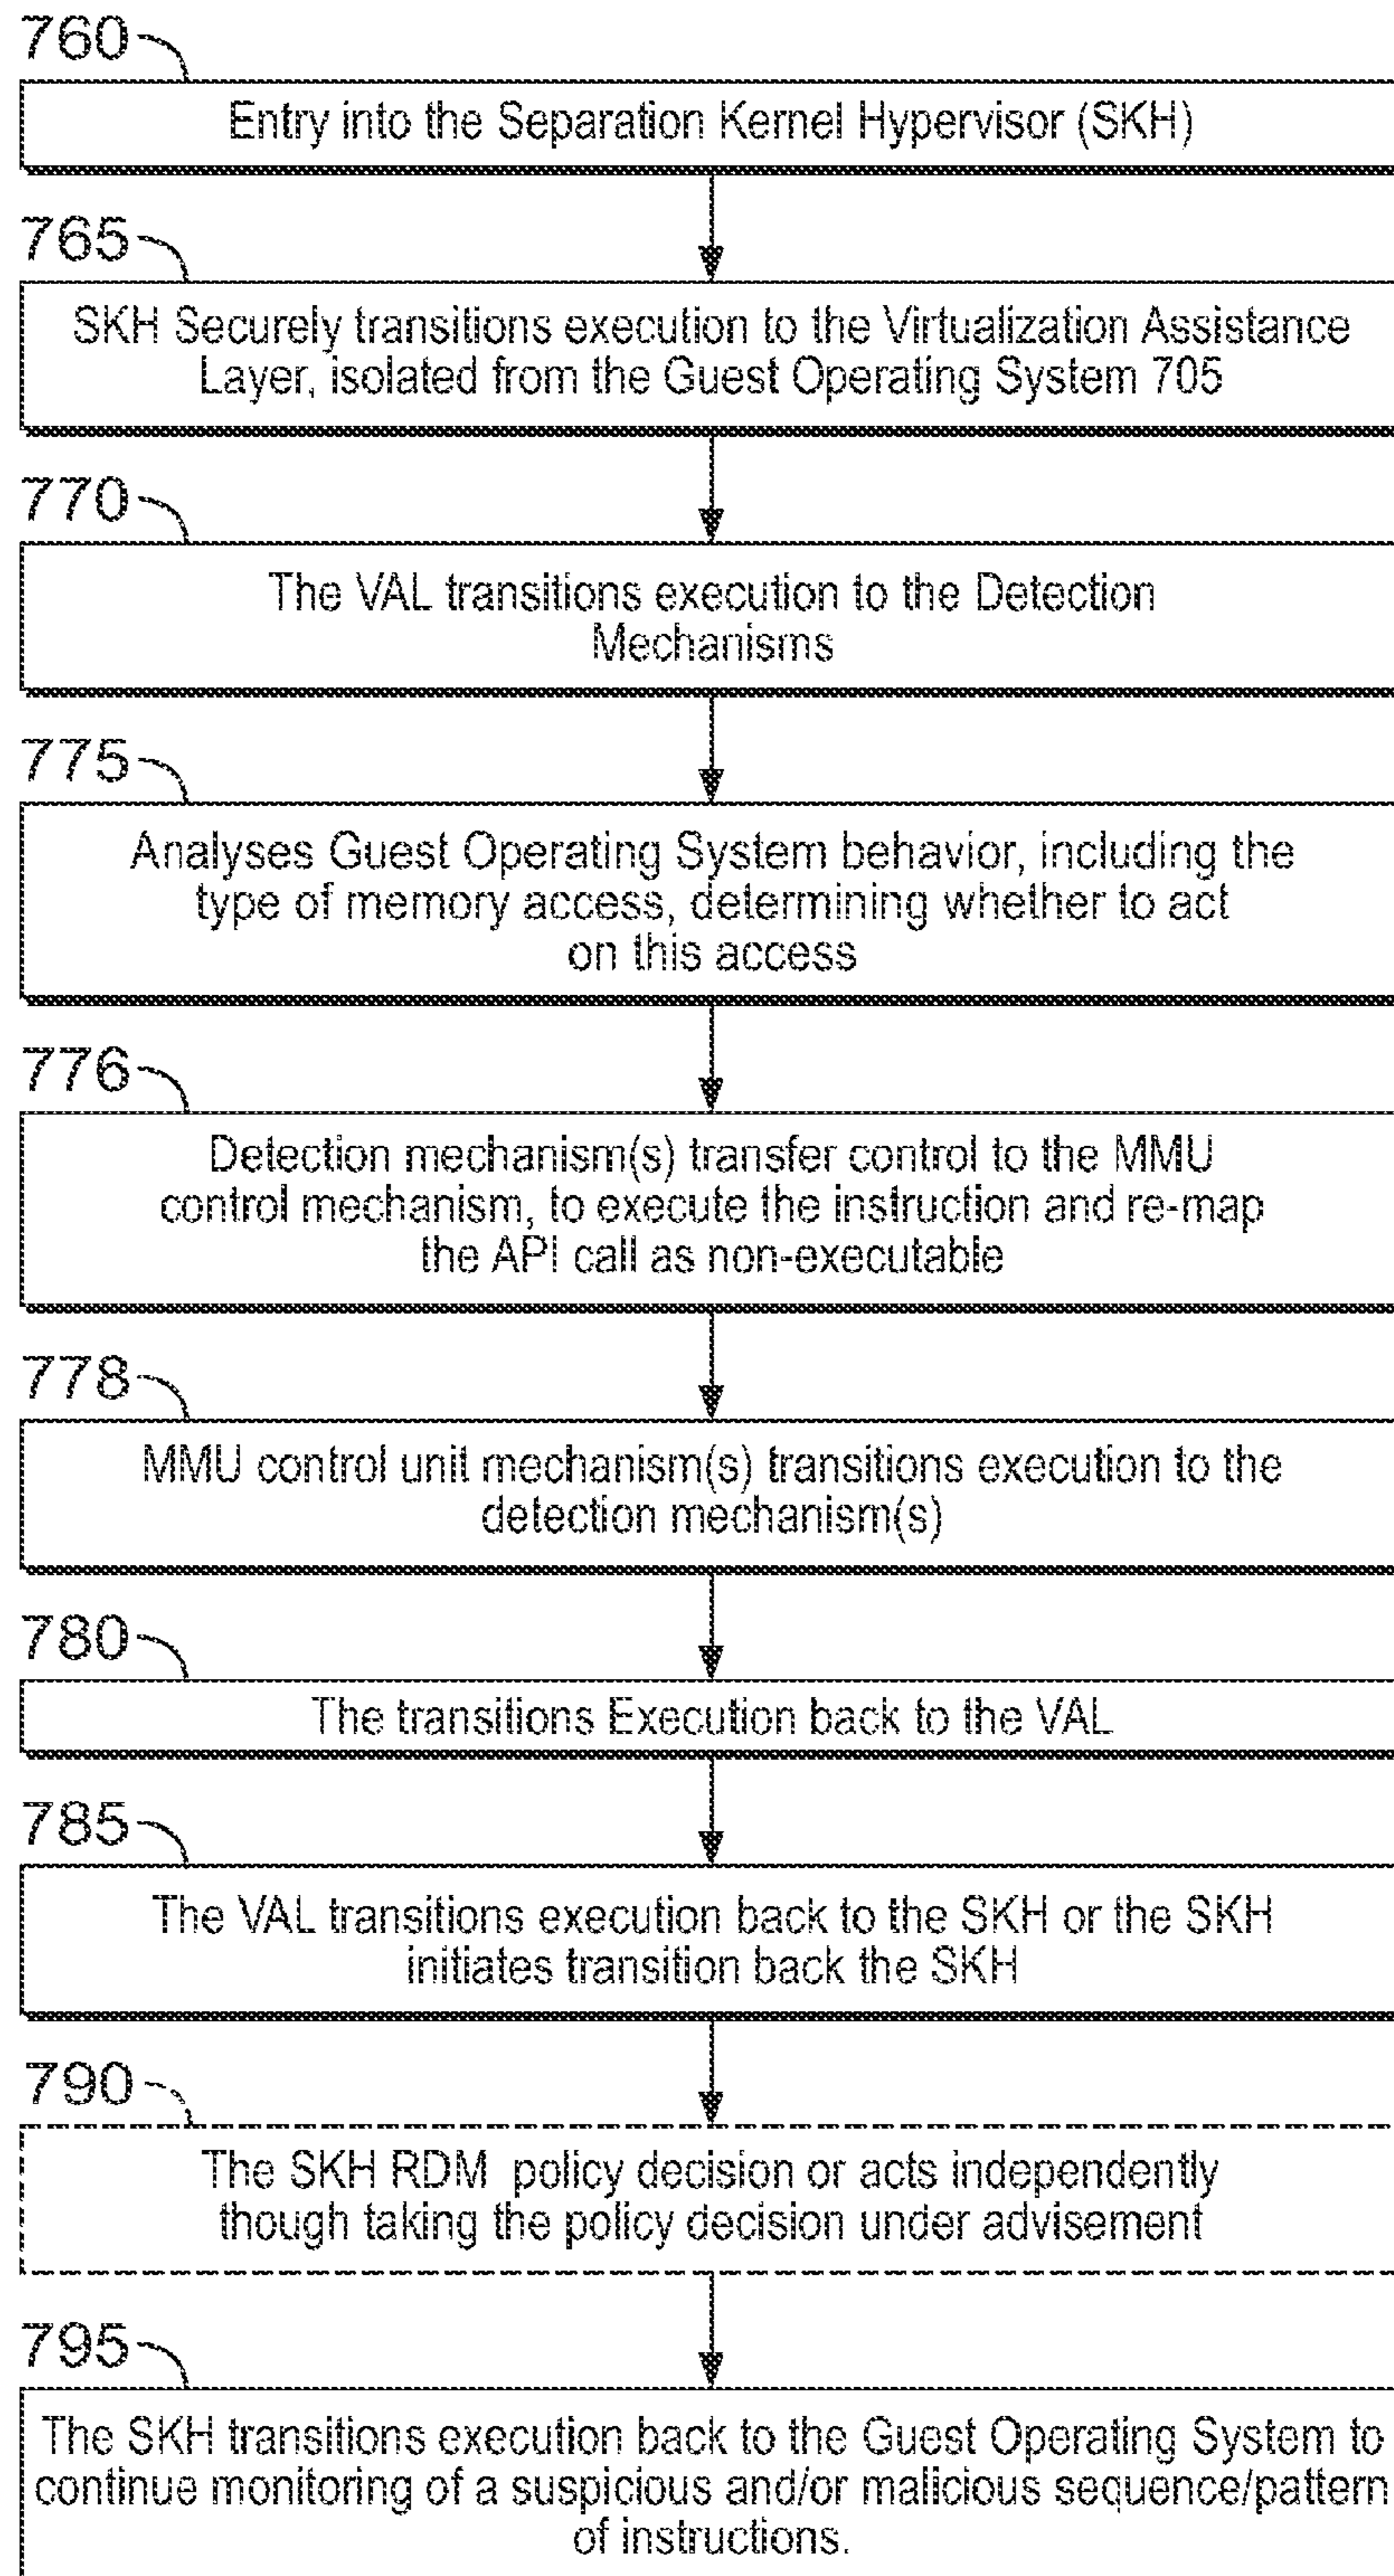 760
Entry into the Separation Kernel Hypervisor (SKH)
765
SKH Securely transitions execution to the Virtualization Assistance
Layer, isolated from the Guest Operating System 705
770
The VAL transitions execution to the Detection
Mechanisms
775
Analyses Guest Operating System behavior, including the
type of memory access, determining whether to act
on this access
776
Detection mechanism(s) transfer control to the MMU
control mechanism, to execute the instruction and re-map
the API call as non-executable
778
MMU control unit mechanism(s) transitions execution to the
detection mechanism(s)
780
The transitions Execution back to the VAL
785
The VAL transitions execution back to the SKH or the SKH
initiates transition back the SKH
790
The SKH RDM policy decision or acts independently
though taking the policy decision under advisement
795
The SKH transitions execution back to the Guest Operating System to
continue monitoring of a suspicious and/or malicious sequence/pattern
of instructions.